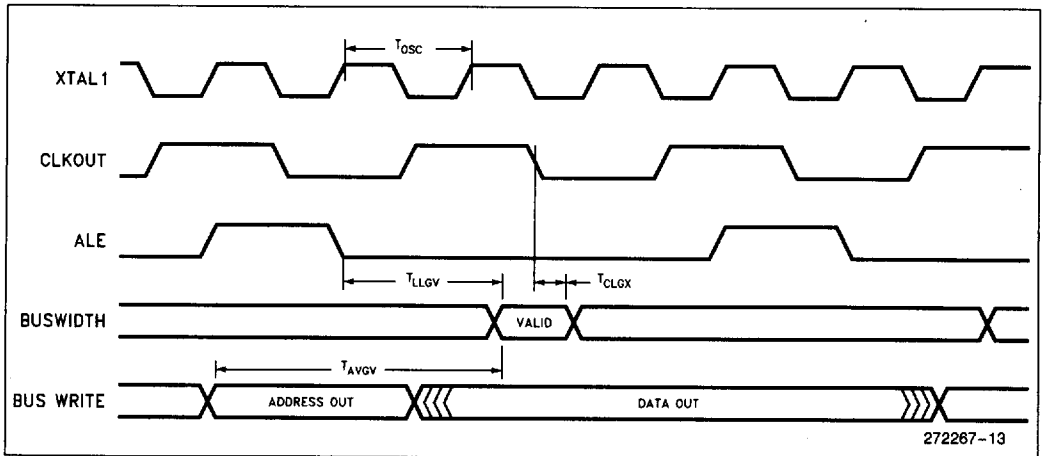 TOSC
XTAL1
CLKOUT
ALE
TLLGV
TCLGX
BUSWIDTH
VALID
TAVGV
BUS WRITE
ADDRESS OUT
DATA OUT
272267-13